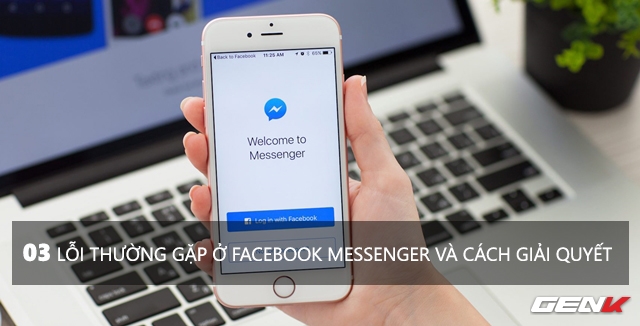 Back to Facebook
11:25 AM
65%
Welcome to
Messenger
Log in with Facebook
03 LỖI THƯỜNG GẶP Ở FACEBOOK MESSENGER VÀ CÁCH GIẢI QUYẾT
GENK